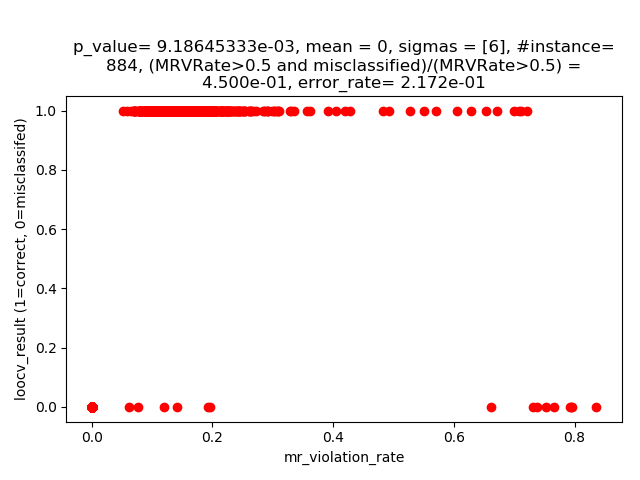 p_value= 9.18645333e-03, mean = 0, sigmas = [6], #instance=
884, (MRVRate>0.5 and misclassified)/(MRVRate>0.5) =
4.500e-01, error_rate= 2.172e-01
1.0
0.8
0.6
0.4
0.2
0.0
loocv_result (1=correct, 0=misclassifed)
0.0 0.2 0.4 0.6 0.8
mr_violation_rate